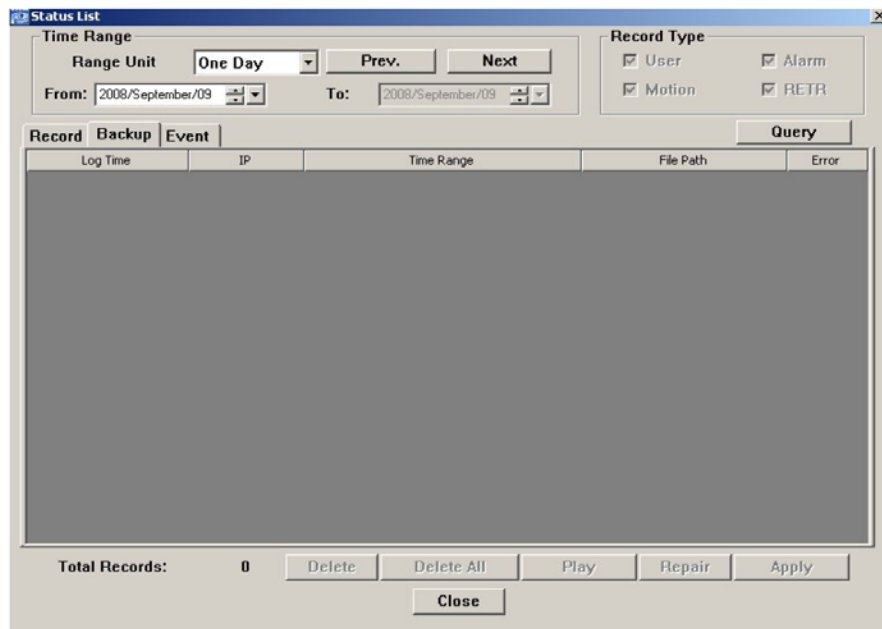 Status List
Time Range
Record Type
Range Unit One Day Prev. Next
User Alarm
From: 2008/September/09 To: 2008/September/09
Motion RETR
Record Backup Event
Query
Log Time IP Time Range File Path Error
Total Records: 0 Delete Delete All Play Repair Apply
Close